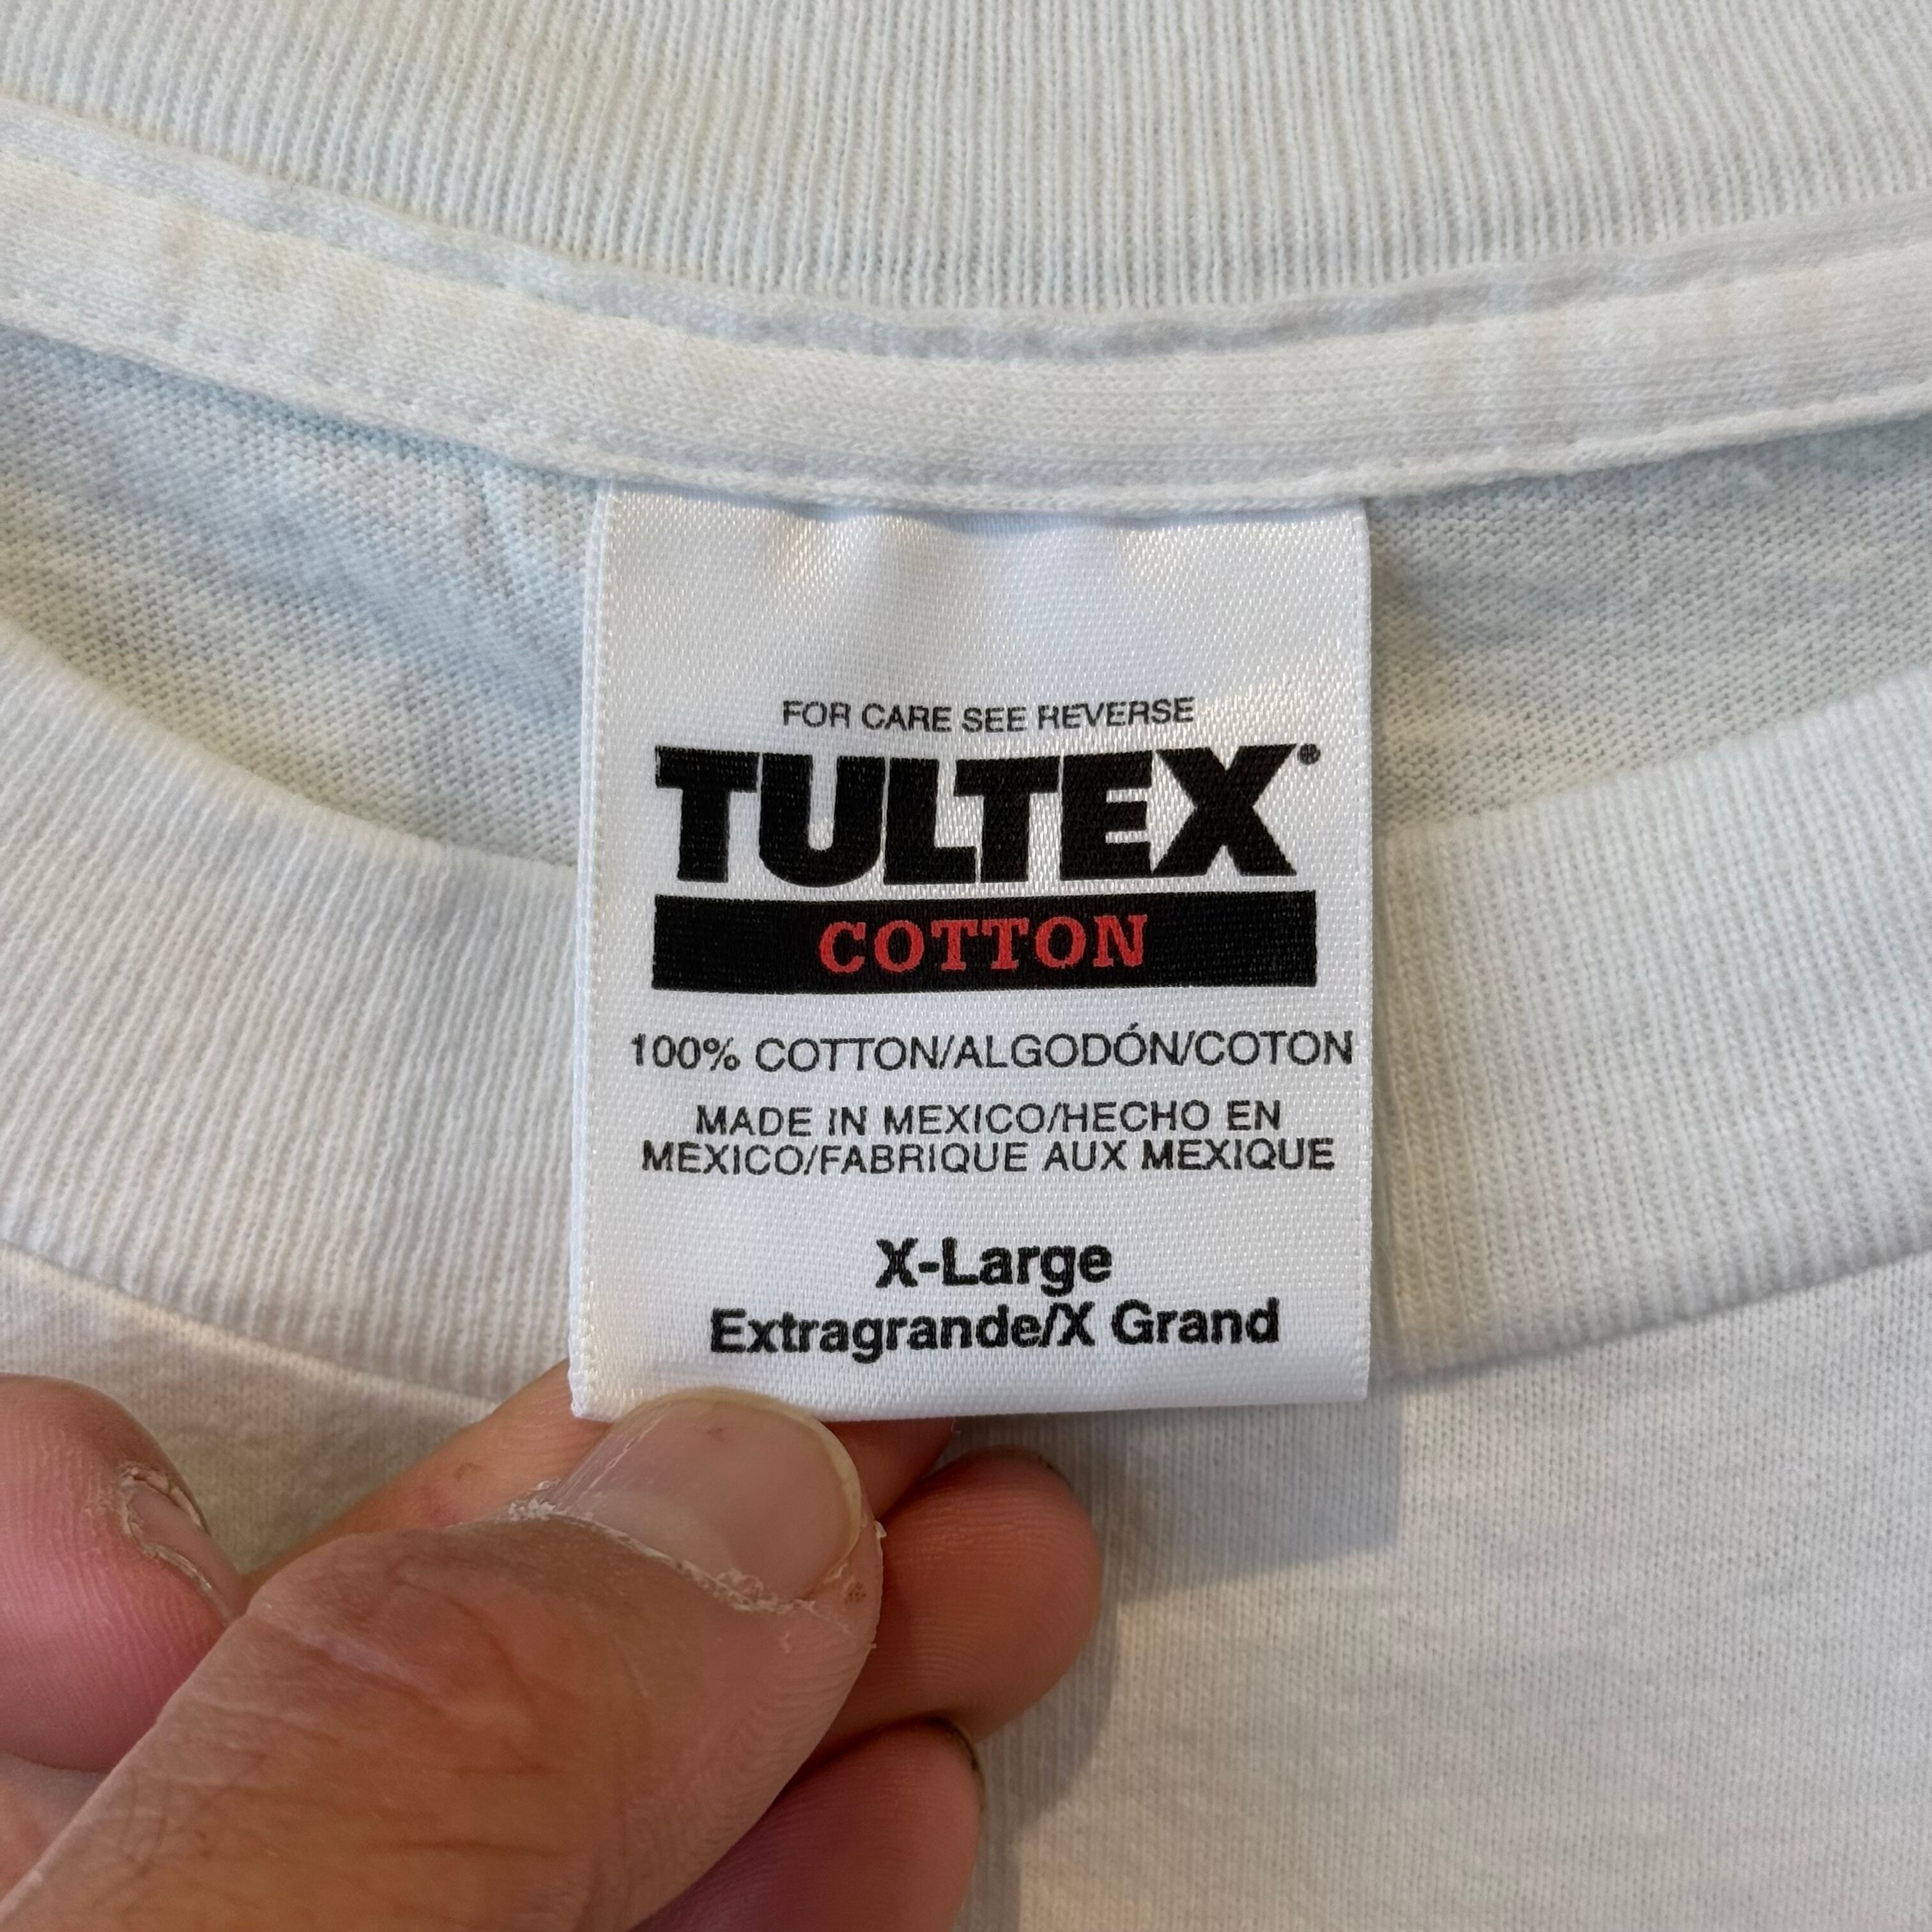 FOR CARE SEE REVERSE
TULTEX®
COTTON
100% COTTON/ALGODÓN/COTON
MADE IN MEXICO/HECHO EN
MÉXICO/FABRIQUE AUX MEXIQUE
X-Large
Extragrande/X Grand